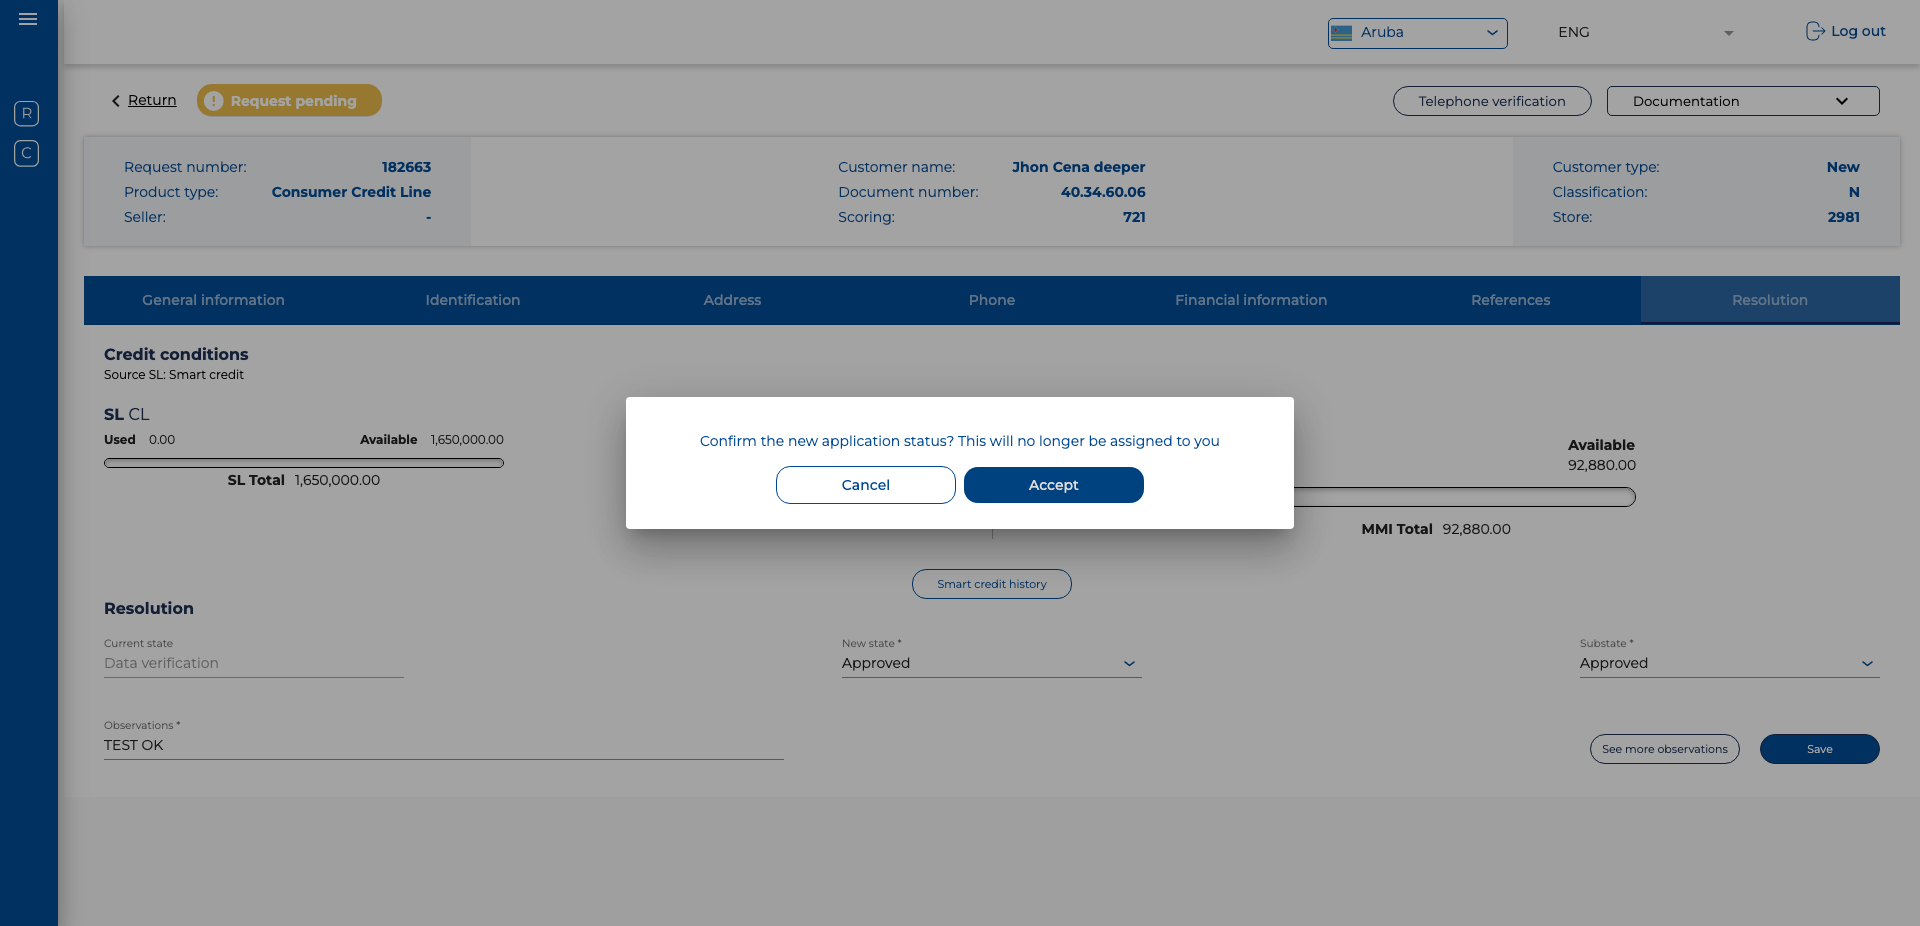 Aruba
ENG
Log out
R
C
Return
! Request pending
Telephone verification
Documentation
Request number: 182663
Product type: Consumer Credit Line
Seller: -
Customer name: Jhon Cena deeper
Document number: 40.34.60.06
Scoring: 721
Customer type: New
Classification: N
Store: 2981
General information
Identification
Address
Phone
Financial information
References
Resolution
Credit conditions
Source SL: Smart credit
SL CL
Used 0.00 Available 1,650,000.00
SL Total 1,650,000.00
Confirm the new application status? This will no longer be assigned to you
Cancel
Accept
Available
92,880.00
MMI Total 92,880.00
Smart credit history
Resolution
Current state
Data verification
New state *
Approved
Substate *
Approved
Observations *
TEST OK
See more observations
Save